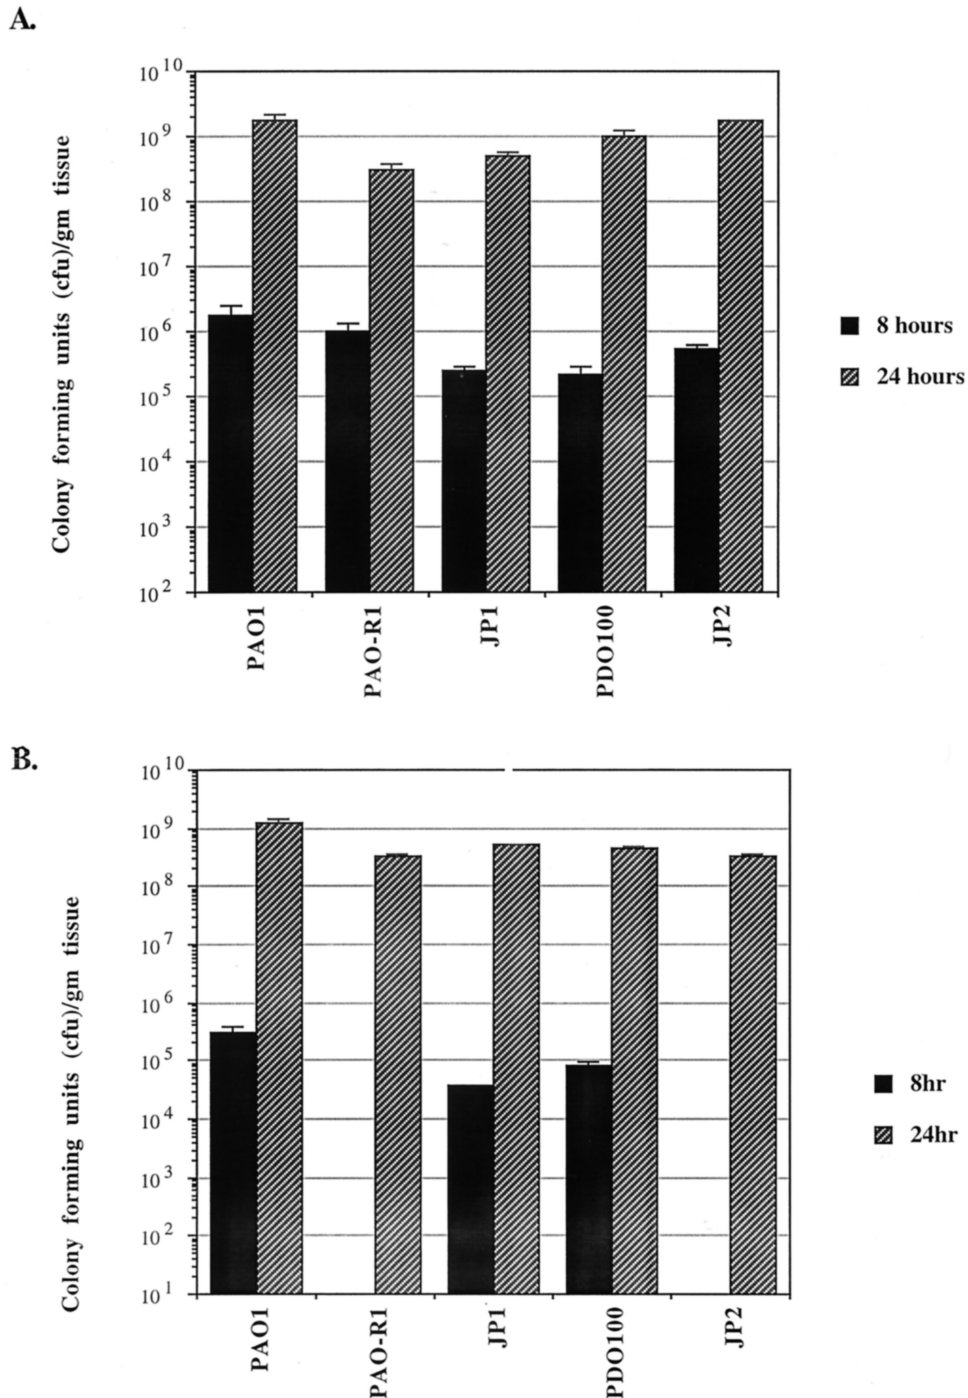 A.
Colony forming units (cfu)/gm tissue
10 10
10 9
10 8
10 7
10 6
10 5
10 4
10 3
10 2
PAO1
PAO-R1
JP1
PDO100
JP2
8 hours
24 hours
B.
Colony forming units (cfu)/gm tissue
10 10
10 9
10 8
10 7
10 6
10 5
10 4
10 3
10 2
10 1
PAO1
PAO-R1
JP1
PDO100
JP2
8hr
24hr